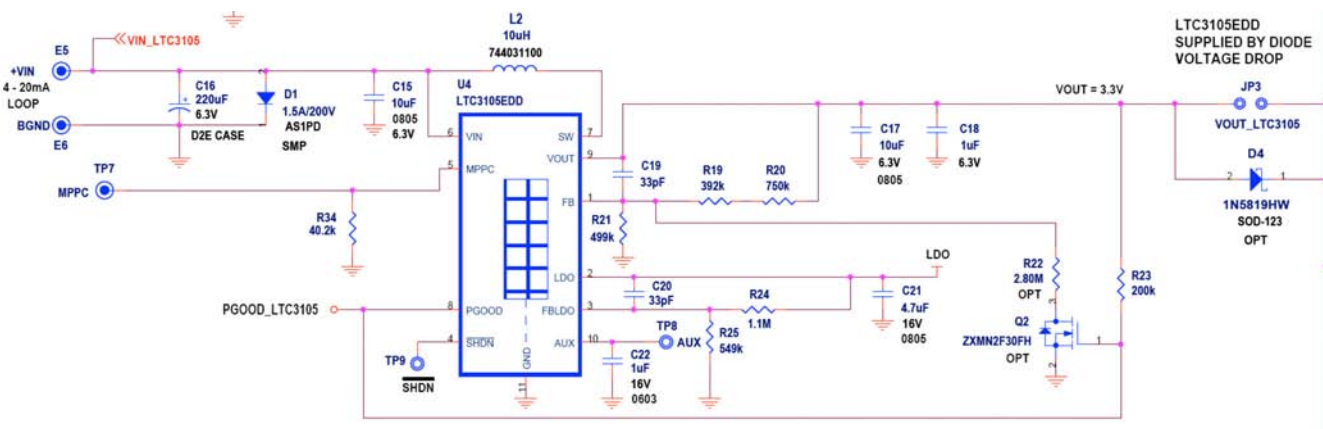 VIN_LTC3105
E5
+VIN
4 - 20mA
LOOP
BGND
E6
C16
220uF
6.3V
D2E CASE
2
D1
1.5A/200V
1
AS1PD
SMP
C15
10uF
0805
6.3V
L2
10uH
744031100
U4
LTC3105EDD
6
VIN
SW
7
VOUT
9
5
MPPC
FB
1
LDO
2
8
PGOOD
FBLDO
3
4
SHDN
AUX
10
GND
11
TP7
MPPC
R34
40.2k
PGOOD_LTC3105
TP9
SHDN
C19
33pF
R19
392k
R20
750k
R21
499k
C17
10uF
6.3V
0805
C18
1uF
6.3V
VOUT = 3.3V
LTC3105EDD
SUPPLIED BY DIODE
VOLTAGE DROP
JP3
VOUT_LTC3105
D4
2
1
1N5819HW
SOD-123
OPT
LDO
C20
33pF
R24
1.1M
C21
4.7uF
16V
0805
TP8
AUX
R25
549k
C22
1uF
16V
0603
R22
2.80M
OPT
R23
200k
3
Q2
ZXMN2F30FH
OPT
1
2